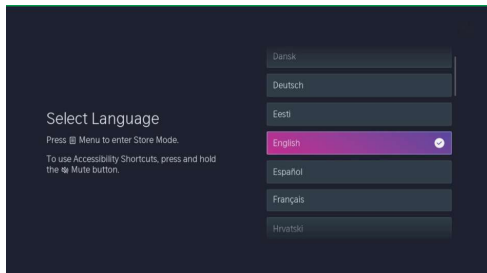 Select Language
Press Menu to enter Store Mode.
To use Accessibility Shortcuts, press and hold
the Mute button.
Dansk
Deutsch
Eesti
English
Español
Français
Hrvatski